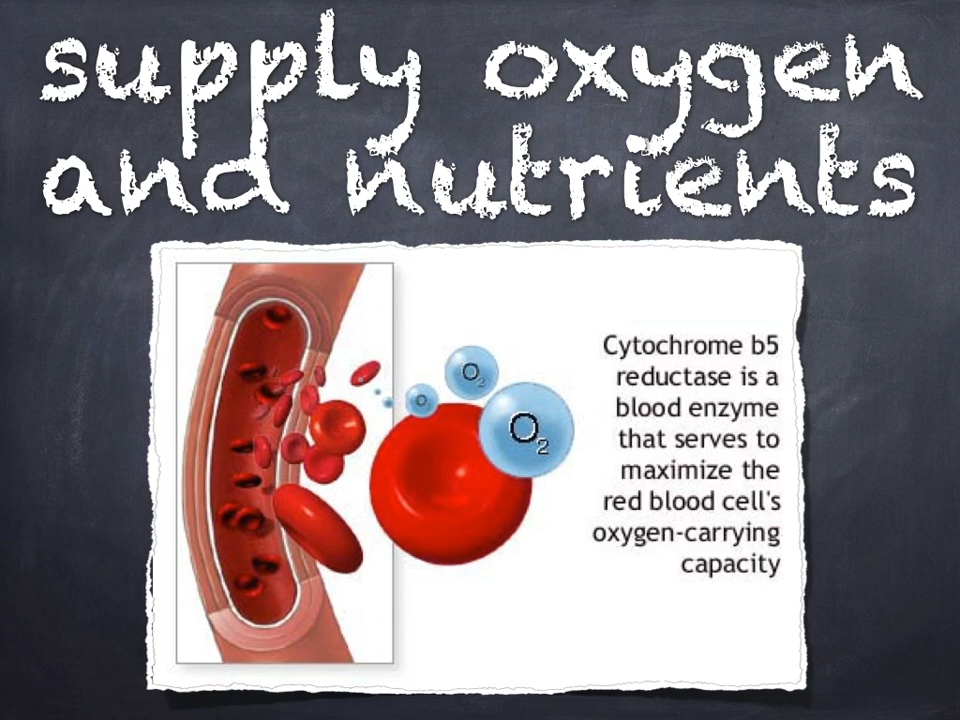 supply oxygen
and nutrients
O₂
O
O₂
Cytochrome b5
reductase is a
blood enzyme
that serves to
maximize the
red blood cell's
oxygen-carrying
capacity